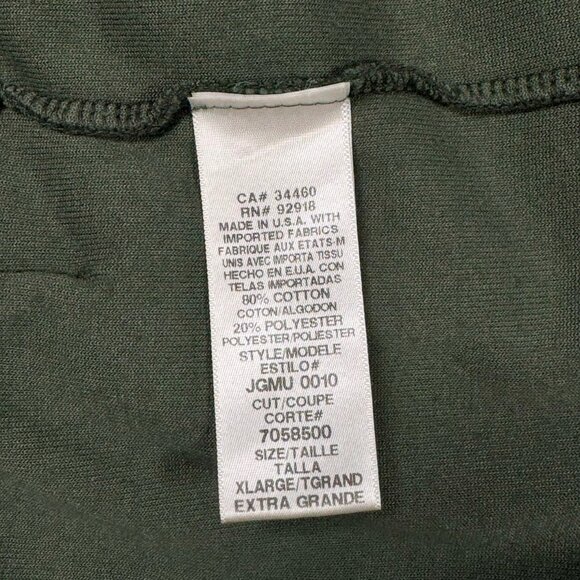 CA# 34460
RN# 92918
MADE IN U.S.A. WITH
IMPORTED FABRICS
FABRIQUE AUX ETATS-M
UNIS AVEC IMPORTA TISSU
HECHO EN E.U.A. CON
TELAS IMPORTADAS
80% COTTON
COTON/ALGODON
20% POLYESTER
POLYESTER/POLIESTER
STYLE/MODELE
ESTILO#
JGMU 0010
CUT/COUPE
CORTE#
7058500
SIZE/TAILLE
TALLA
XLARGE/TGRAND
EXTRA GRANDE